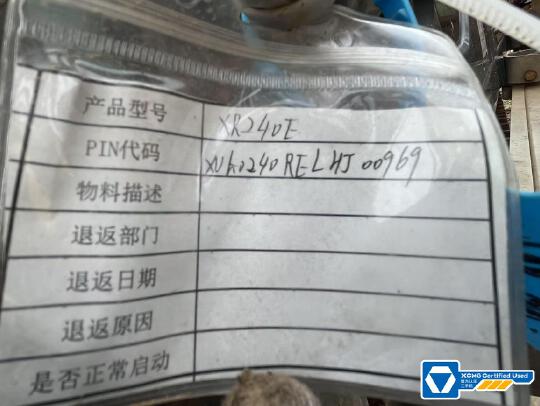 产品型号 XR240E
PIN代码 XUG0240RELHJ00969
物料描述
退返部门
退返日期
退返原因
是否正常启动
XCMG Certified Used